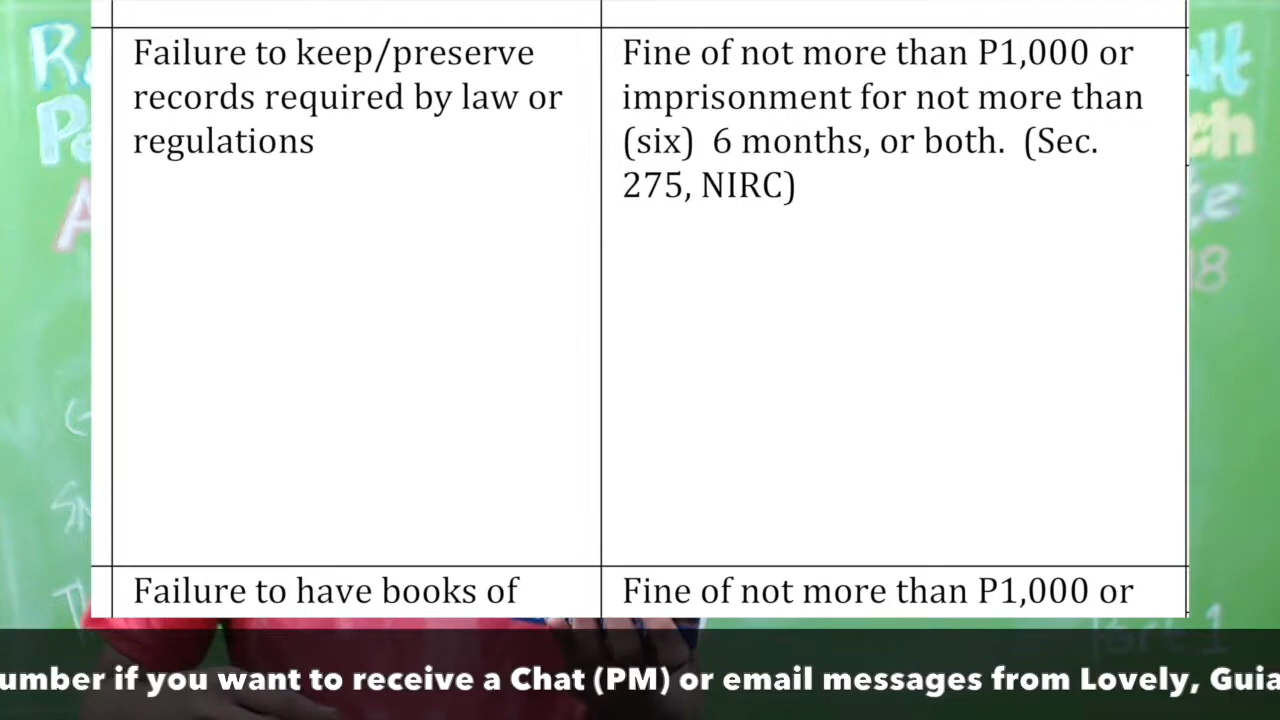 Failure to keep/preserve
records required by law or
regulations
Fine of not more than P1,000 or
imprisonment for not more than
(six) 6 months, or both. (Sec.
275, NIRC)
Failure to have books of
Fine of not more than P1,000 or
if you want to receive a Chat (PM) or email messages from Lovely,